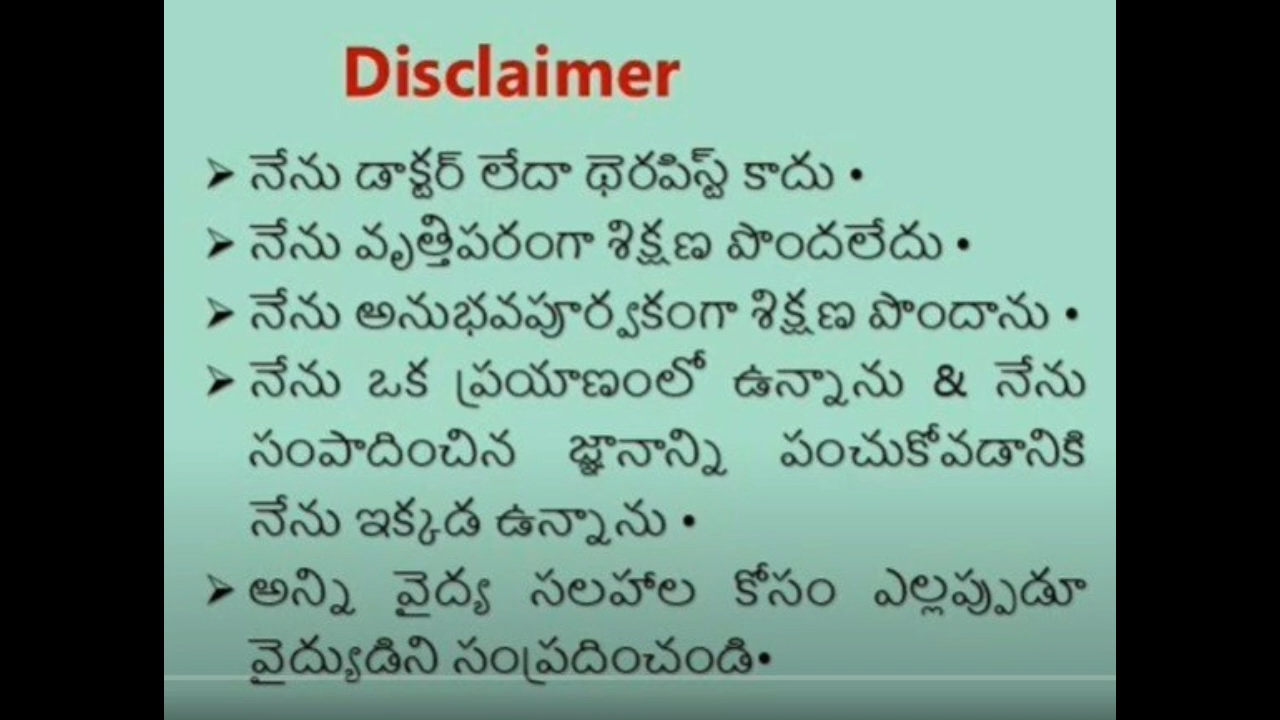 Disclaimer
➤ నేను డాక్టర్ లేదా థెరపిస్ట్ కాదు •
➤ నేను వృత్తిపరంగా శిక్షణ పొందలేదు •
➤ నేను అనుభవపూర్వకంగా శిక్షణ పొందాను •
➤ నేను ఒక ప్రయాణంలో ఉన్నాను & నేను
సంపాదించిన జ్ఞానాన్ని పంచుకోవడానికి
నేను ఇక్కడ ఉన్నాను •
➤ అన్ని వైద్య సలహాల కోసం ఎల్లప్పుడూ
వైద్యుడిని సంప్రదించండి•